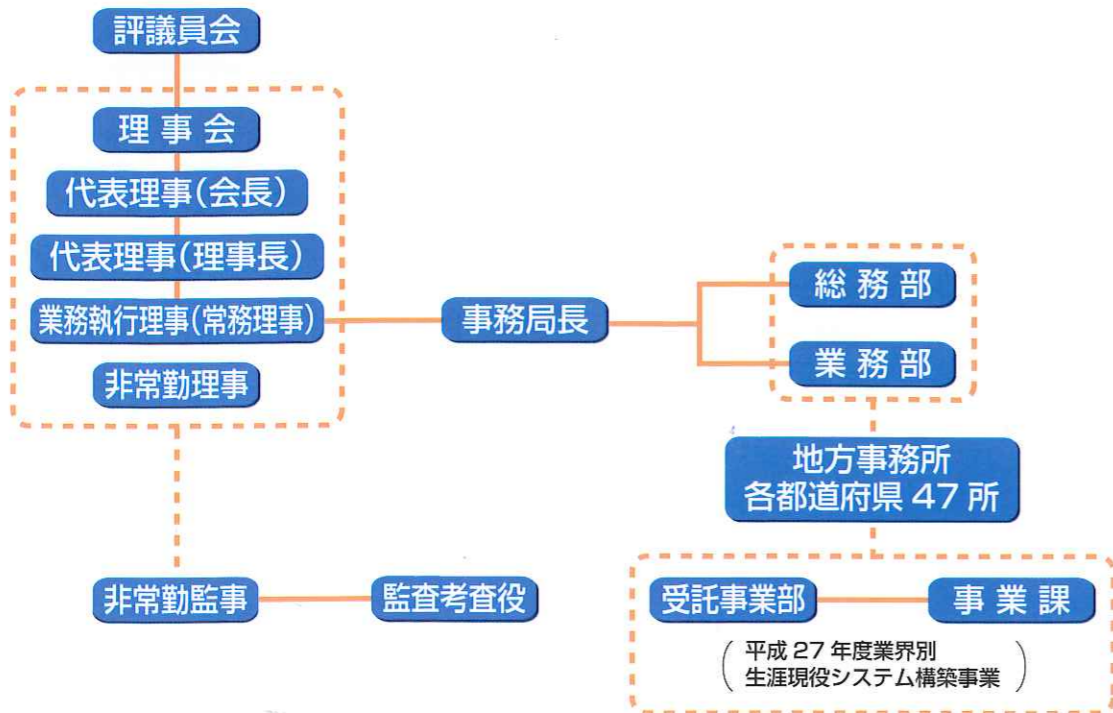 評議員会
理事会
代表理事(会長)
代表理事(理事長)
業務執行理事(常務理事)
非常勤理事
事務局長
総務部
業務部
地方事務所
各都道府県 47 所
非常勤監事
監査考査役
受託事業部
事業課
(平成 27 年度業界別
生涯現役システム構築事業)